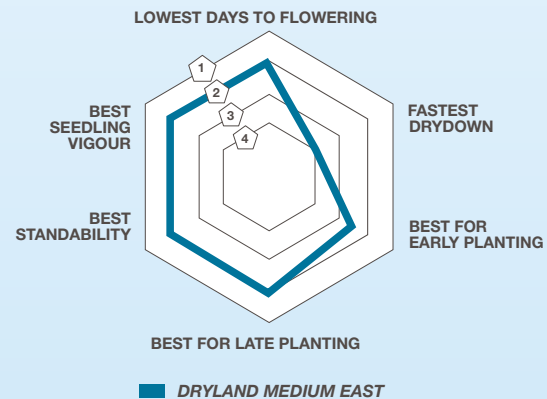 LOWEST DAYS TO FLOWERING
1
2
3
4
BEST
SEEDLING
VIGOUR
FASTEST
DRYDOWN
BEST
STANDABILITY
BEST FOR
EARLY PLANTING
BEST FOR LATE PLANTING
DRYLAND MEDIUM EAST